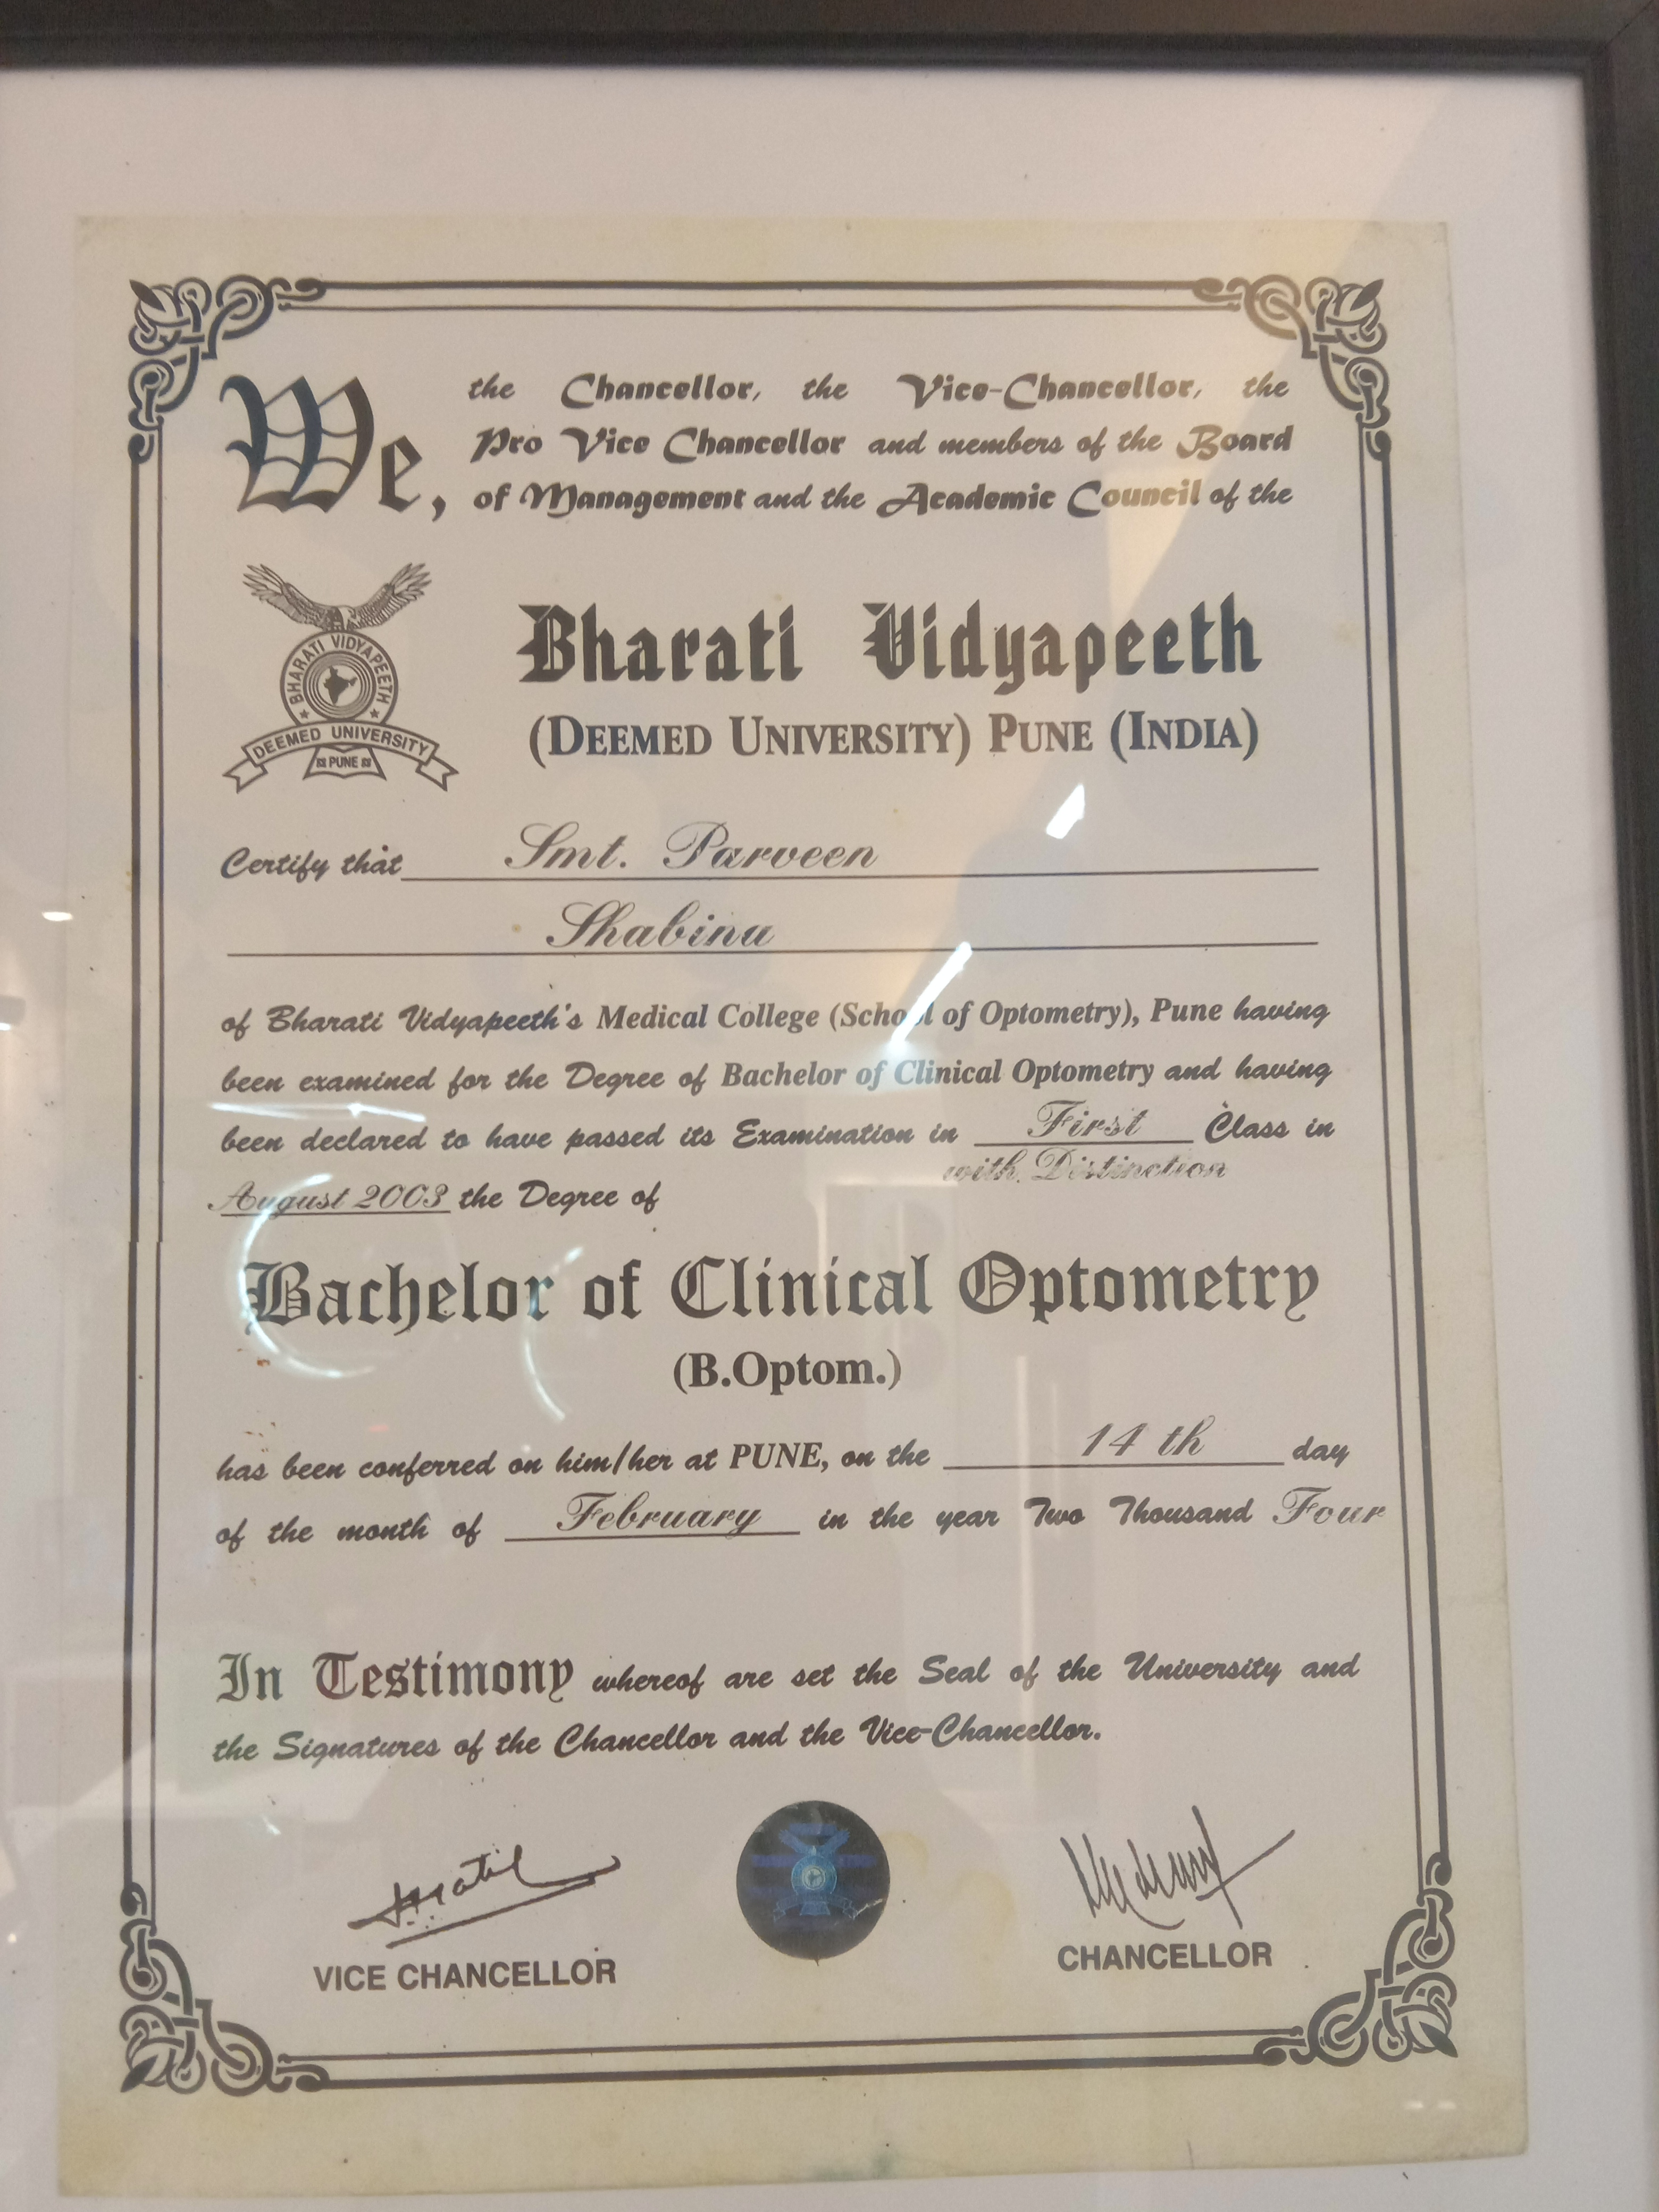 We, the Chancellor, the Vice-Chancellor, the
Pro Vice Chancellor and members of the Board
of Management and the Academic Council of the
BHARATI VIDYAPEETH
DEEMED UNIVERSITY
PUNE
Bharati Vidyapeeth
(DEEMED UNIVERSITY) PUNE (INDIA)
Certify that Smt. Parveen
Shabina
of Bharati Vidyapeeth's Medical College (School of Optometry), Pune having
been examined for the Degree of Bachelor of Clinical Optometry and having
been declared to have passed its Examination in First Class in
with Distinction
August 2003 the Degree of
Bachelor of Clinical Optometry
(B.Optom.)
has been conferred on him/her at PUNE, on the 14 th day
of the month of February in the year Two Thousand Four
In Testimony whereof are set the Seal of the University and
the Signatures of the Chancellor and the Vice-Chancellor.
VICE CHANCELLOR
CHANCELLOR